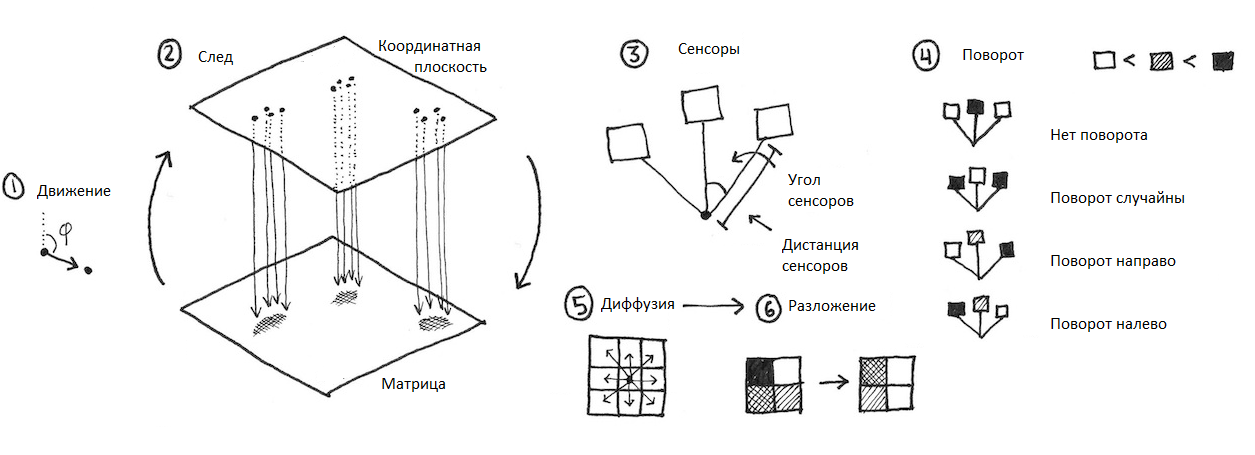 1 Движение
φ
2 След
Координатная
плоскость
Матрица
3 Сенсоры
Угол
сенсоров
Дистанция
сенсоров
4 Поворот
< <
Нет поворота
Поворот случайны
Поворот направо
Поворот налево
5 Диффузия
6 Разложение